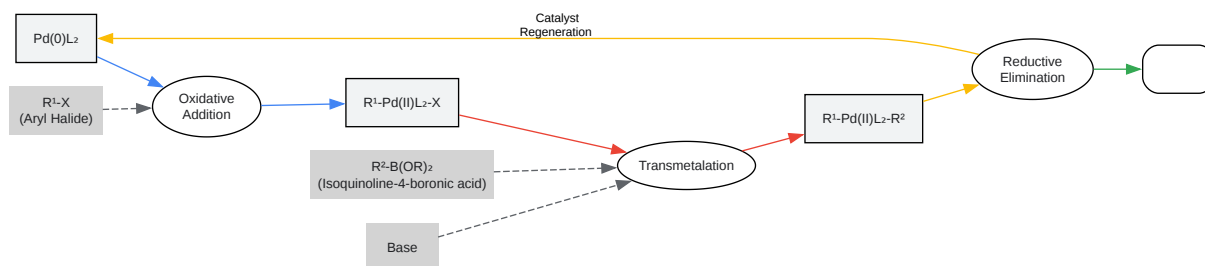 Catalyst
Regeneration
Pd(0)L₂
R¹-X
(Aryl Halide)
Oxidative
Addition
R¹-Pd(II)L₂-X
R²-B(OR)₂
(Isoquinoline-4-boronic acid)
Base
Transmetalation
R¹-Pd(II)L₂-R²
Reductive
Elimination